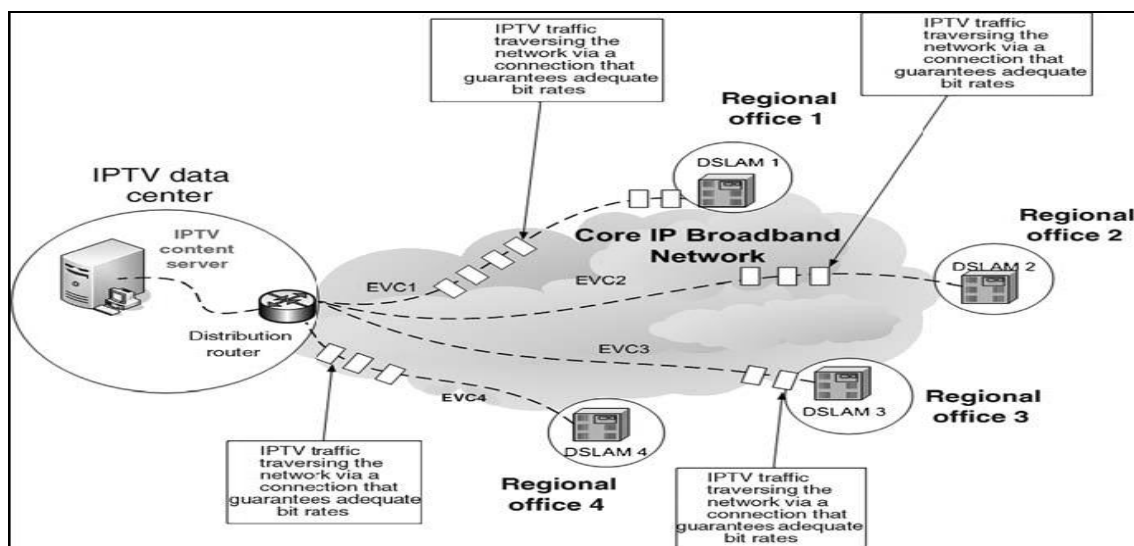 IPTV traffic
traversing the
network via a
connection that
guarantees adequate
bit rates
IPTV traffic
traversing the
network via a
connection that
guarantees adequate
bit rates
Regional
office 1
DSLAM 1
IPTV data
center
IPTV
content
server
Core IP Broadband
Network
Regional
office 2
DSLAM 2
EVC1
EVC2
Distribution
router
EVC3
EVC4
DSLAM 3
Regional
office 3
DSLAM 4
Regional
office 4
IPTV traffic
traversing the
network via a
connection that
guarantees adequate
bit rates
IPTV traffic
traversing the
network via a
connection that
guarantees adequate
bit rates